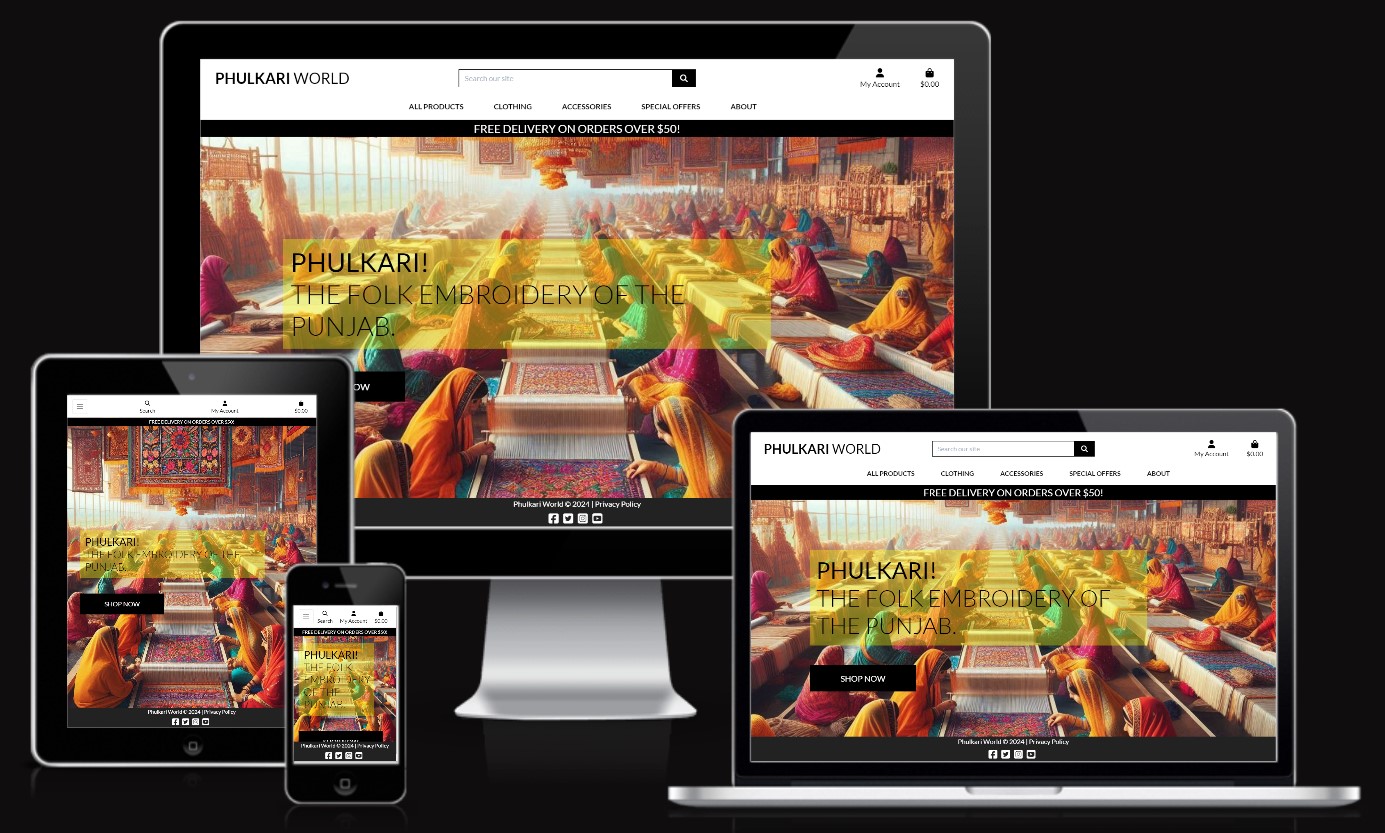 PHULKARI WORLD
Search our site
My Account
$0.00
ALL PRODUCTS CLOTHING ACCESSORIES SPECIAL OFFERS ABOUT
FREE DELIVERY ON ORDERS OVER $50!
PHULKARI!
THE FOLK EMBROIDERY OF THE
PUNJAB.
OW
Phulkari World © 2024 | Privacy Policy
Search
My Account
$0.00
FREE DELIVERY ON ORDERS OVER $50!
PHULKARI!
THE FOLK EMBROIDERY OF THE
PUNJAB.
SHOP NOW
Phulkari World © 2024 | Privacy Policy
Search
My Account
$0.00
FREE DELIVERY ON ORDERS OVER $50!
PHULKARI!
THE FOLK
EMBROIDERY
OF THE
PUNJAB.
SHOP NOW
Phulkari World © 2024 | Privacy Policy
PHULKARI WORLD
Search our site
My Account
$0.00
ALL PRODUCTS CLOTHING ACCESSORIES SPECIAL OFFERS ABOUT
FREE DELIVERY ON ORDERS OVER $50!
PHULKARI!
THE FOLK EMBROIDERY OF
THE PUNJAB.
SHOP NOW
Phulkari World © 2024 | Privacy Policy